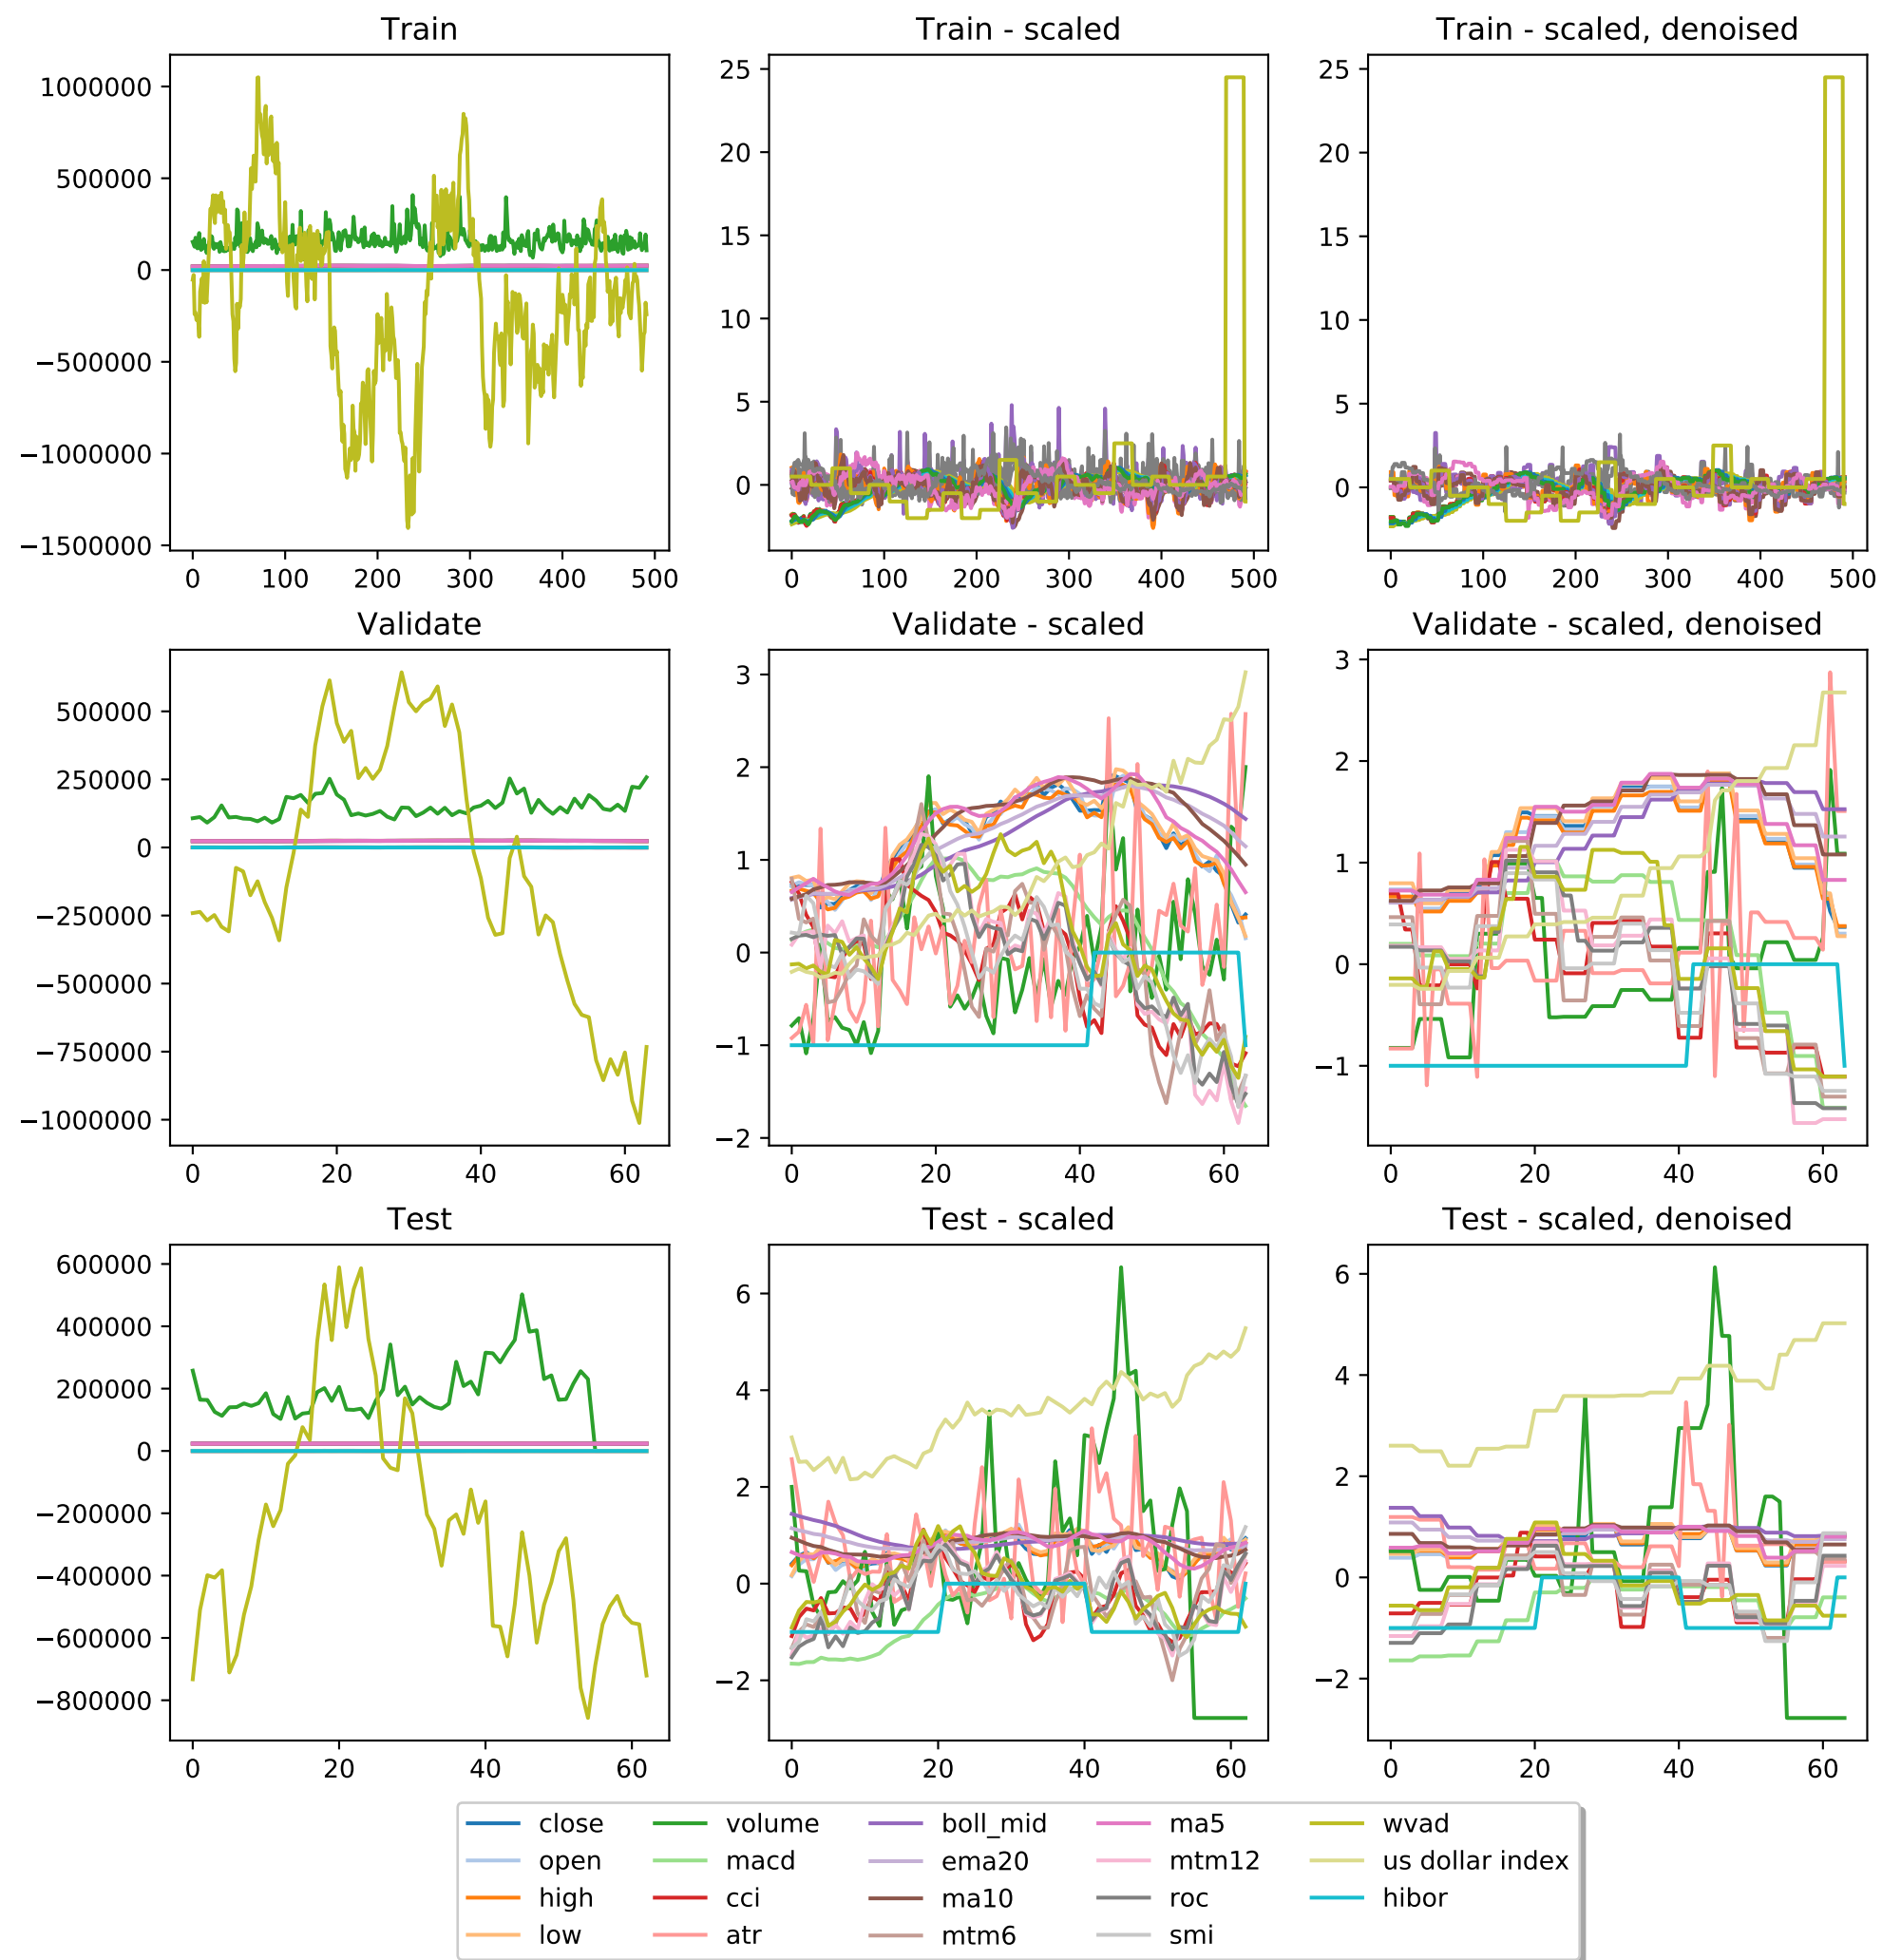 Train
Train - scaled
Train - scaled, denoised
1000000
500000
0
−500000
−1000000
−1500000
0 100 200 300 400 500
25
20
15
10
5
0
0 100 200 300 400 500
25
20
15
10
5
0
0 100 200 300 400 500
Validate
Validate - scaled
Validate - scaled, denoised
500000
250000
0
−250000
−500000
−750000
−1000000
0 20 40 60
3
2
1
0
−1
−2
0 20 40 60
3
2
1
0
−1
0 20 40 60
Test
Test - scaled
Test - scaled, denoised
600000
400000
200000
0
−200000
−400000
−600000
−800000
0 20 40 60
6
4
2
0
−2
0 20 40 60
6
4
2
0
−2
0 20 40 60
close
open
high
low
volume
macd
cci
atr
boll_mid
ema20
ma10
mtm6
ma5
mtm12
roc
smi
wvad
us dollar index
hibor